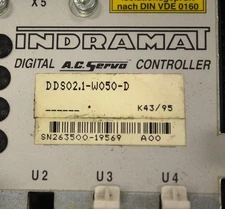 X5
nach DIN VDE 0160
INDRAMAT
DIGITAL A.C. Servo CONTROLLER
DDS02.1-W050-D
K43/95
SN263500-19569 A00
U2 U3 U4